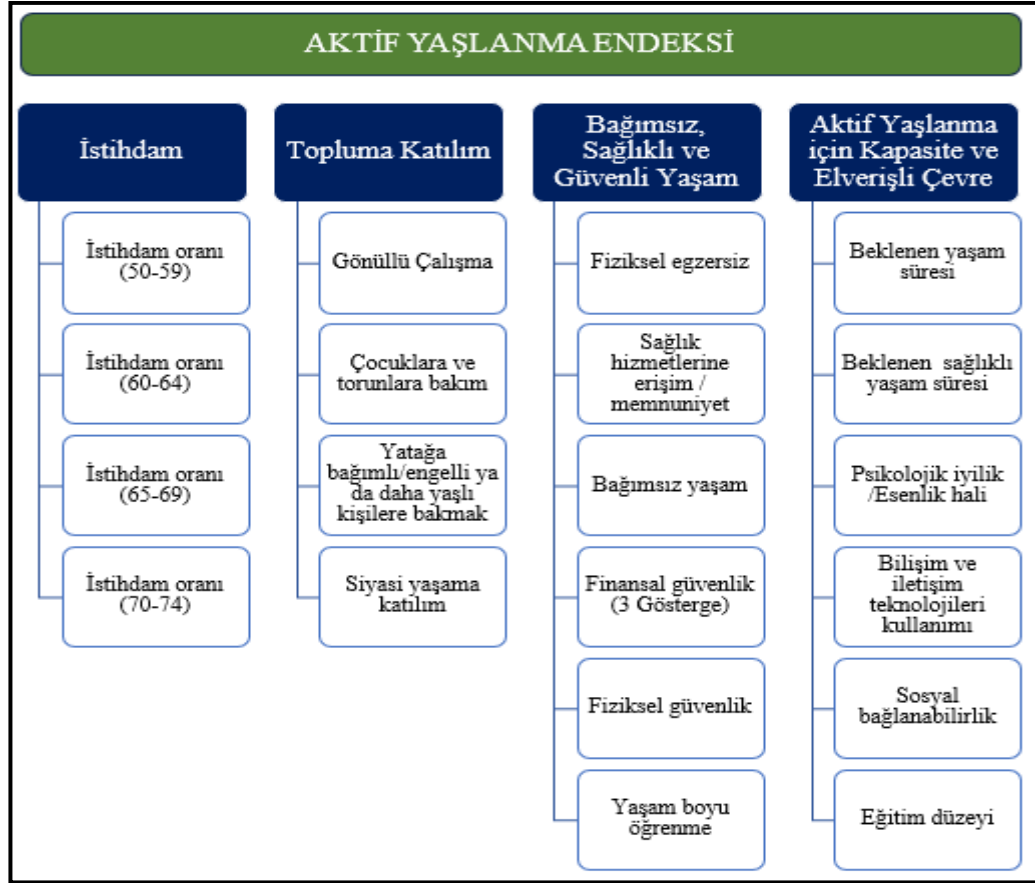 AKTİF YAŞLANMA ENDEKSİ
İstihdam
İstihdam oranı
(50-59)
İstihdam oranı
(60-64)
İstihdam oranı
(65-69)
İstihdam oranı
(70-74)
Topluma Katılım
Gönüllü Çalışma
Çocuklara ve
torunlara bakım
Yatağa
bağımlı/engelli ya
da daha yaşlı
kişilere bakmak
Siyasi yaşama
katılım
Bağımsız,
Sağlıklı ve
Güvenli Yaşam
Fiziksel egzersiz
Sağlık
hizmetlerine
erişim /
memnuniyet
Bağımsız yaşam
Finansal güvenlik
(3 Gösterge)
Fiziksel güvenlik
Yaşam boyu
öğrenme
Aktif Yaşlanma
için Kapasite ve
Elverişli Çevre
Beklenen yaşam
süresi
Beklenen sağlıklı
yaşam süresi
Psikolojik iyilik
/Esenlik hali
Bilişim ve
iletişim
teknolojileri
kullanımı
Sosyal
bağlanabilirlik
Eğitim düzeyi